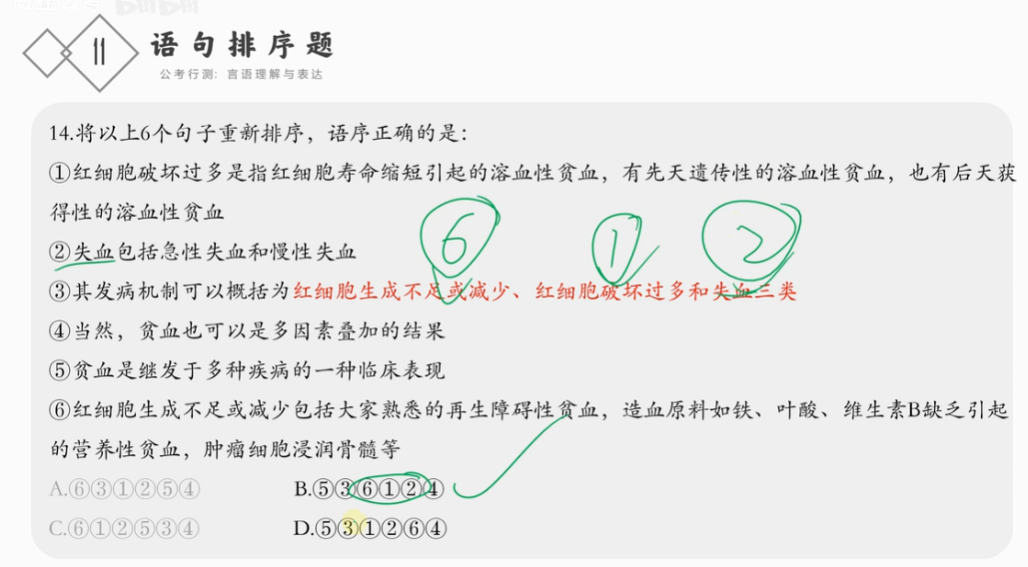 11 语句排序题
公考行测：言语理解与表达
14.将以上6个句子重新排序，语序正确的是：
①红细胞破坏过多是指红细胞寿命缩短引起的溶血性贫血，有先天遗传性的溶血性贫血，也有后天获
得性的溶血性贫血
②失血包括急性失血和慢性失血
6 1 2
③其发病机制可以概括为红细胞生成不足或减少、红细胞破坏过多和失血三类
④当然，贫血也可以是多因素叠加的结果
⑤贫血是继发于多种疾病的一种临床表现
⑥红细胞生成不足或减少包括大家熟悉的再生障碍性贫血，造血原料如铁、叶酸、维生素B缺乏引起
的营养性贫血，肿瘤细胞浸润骨髓等
A.⑥③①②⑤④ B.⑤③⑥①②④
C.⑥①②⑤③④ D.⑤③①②⑥④